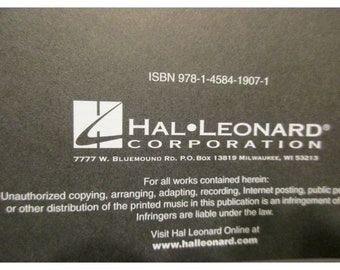 ISBN 978-1-4584-1907-1
HAL•LEONARD®
CORPORATION
7777 W. BLUEMOUND RD. P.O. BOX 13819 MILWAUKEE, WI 53213
For all works contained herein:
Unauthorized copying, arranging, adapting, recording, Internet posting, public
or other distribution of the printed music in this publication is an infringement of
Infringers are liable under the law.
Visit Hal Leonard Online at
www.halleonard.com